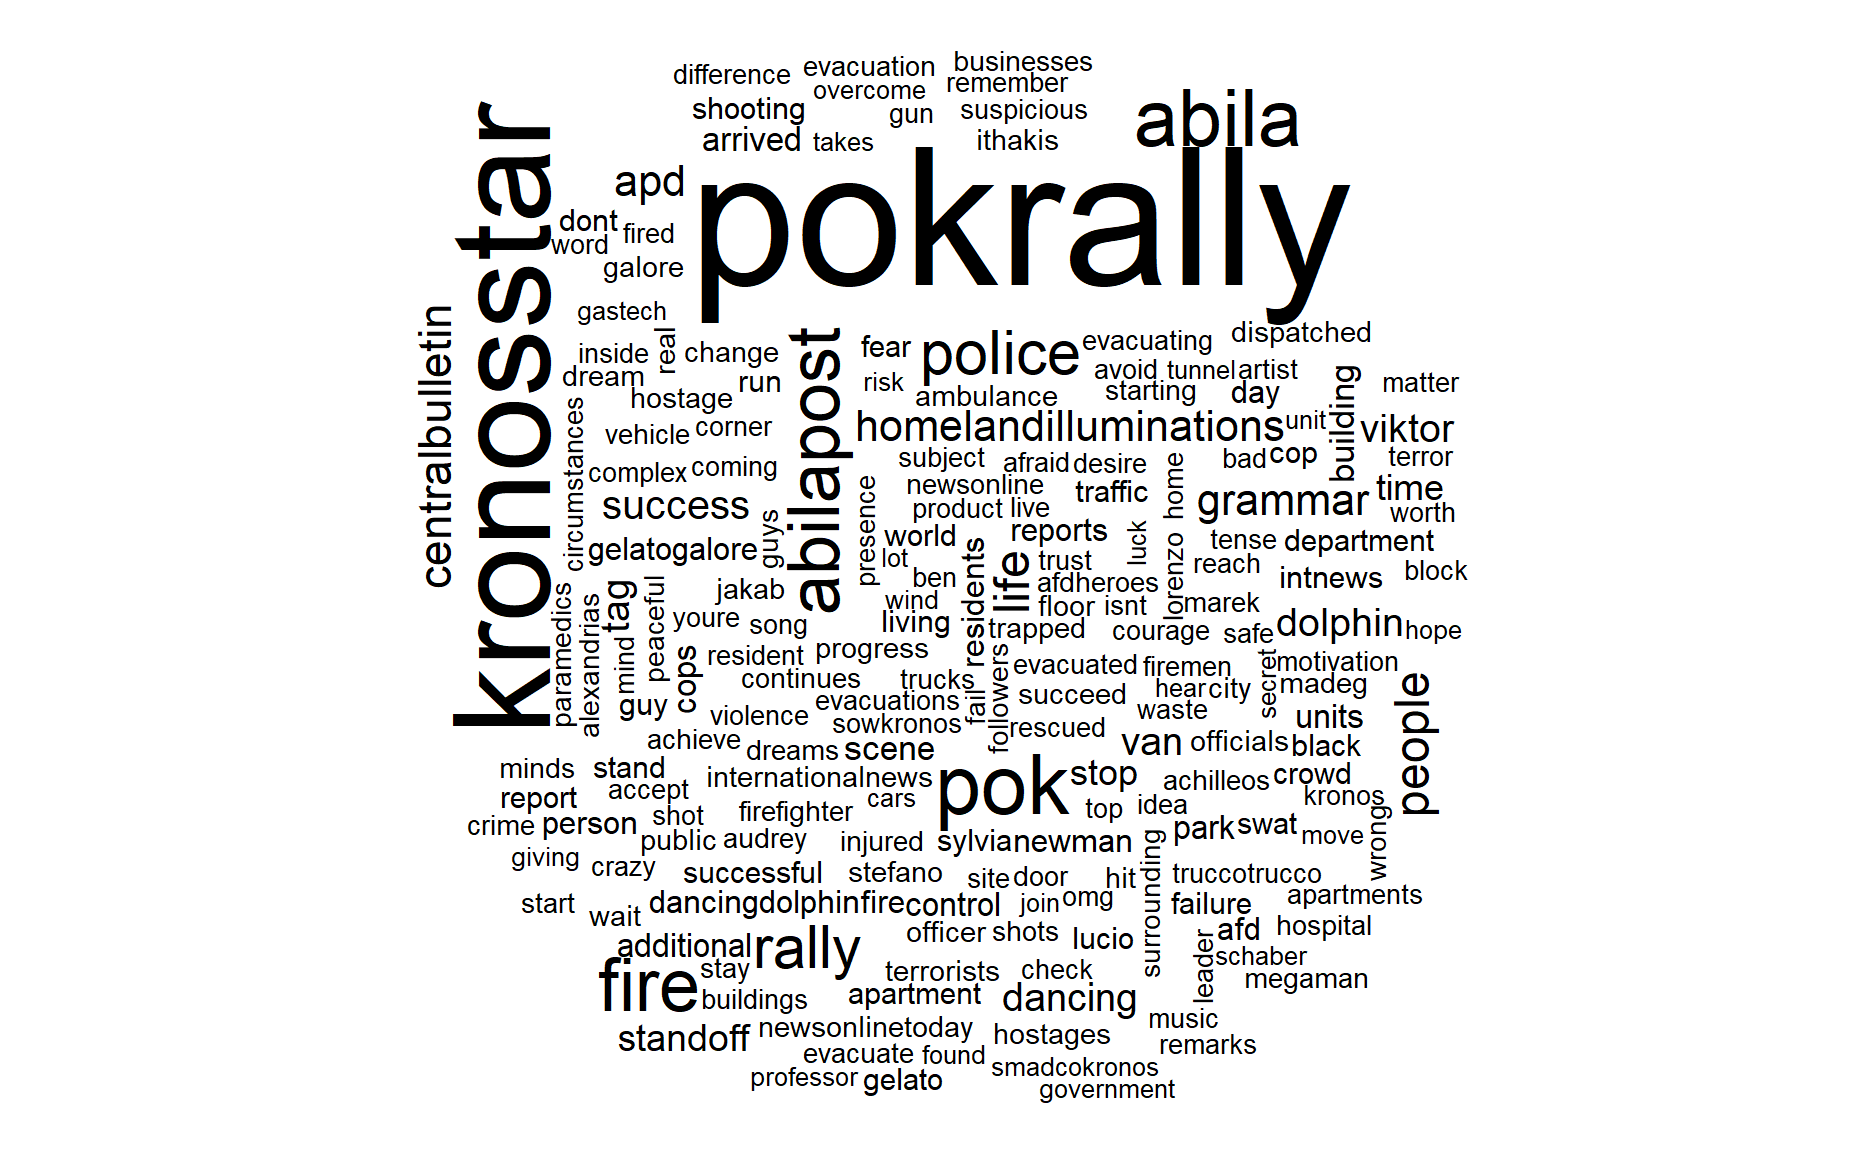 difference
evacuation
businesses
overcome
remember
shooting
gun
suspicious
abila
arrived
takes
ithakis
kronosstar
apd
pokrally
dont
word
fired
galore
centralbulletin
gastech
real
abilapost
fear
police
evacuating
dispatched
inside
change
dream
run
risk
avoid
tunnel
artist
building
matter
hostage
ambulance
starting
day
circumstances
vehicle
corner
homelandilluminations
unit
viktor
complex
coming
subject
afraid
desire
bad
cop
terror
presence
newsonline
traffic
home
grammar
time
success
guys
product
live
worth
gelatogalore
world
reports
luck
tense
department
lot
trust
reach
residents
life
lorenzo
ben
afdheroes
intnews
block
paramedics
alexandrias
tag
peaceful
jakab
wind
floor
isnt
marek
youre
song
living
trapped
courage
safe
dolphin
hope
mind
cops
resident
progress
followers
evacuated
firemen
secret
motivation
continues
trucks
fail
succeed
hear
city
madeg
people
guy
violence
evacuations
sowkronos
rescued
waste
units
achieve
dreams
scene
van
officials
black
minds
stand
internationalnews
pok
stop
achilleos
crowd
report
accept
cars
top
idea
kronos
crime
person
shot
firefighter
park
swat
move
wrong
public
audrey
injured
sylvianewman
surrounding
giving
crazy
successful
stefano
site
door
hit
truccotrucco
start
wait
dancingdolphinfire
control
join
omg
failure
apartments
additional
rally
officer
shots
lucio
leader
afd
hospital
fire
stay
terrorists
check
schaber
buildings
apartment
dancing
megaman
standoff
newsonlinetoday
hostages
music
evacuate
found
remarks
professor
gelato
smadcokronos
government